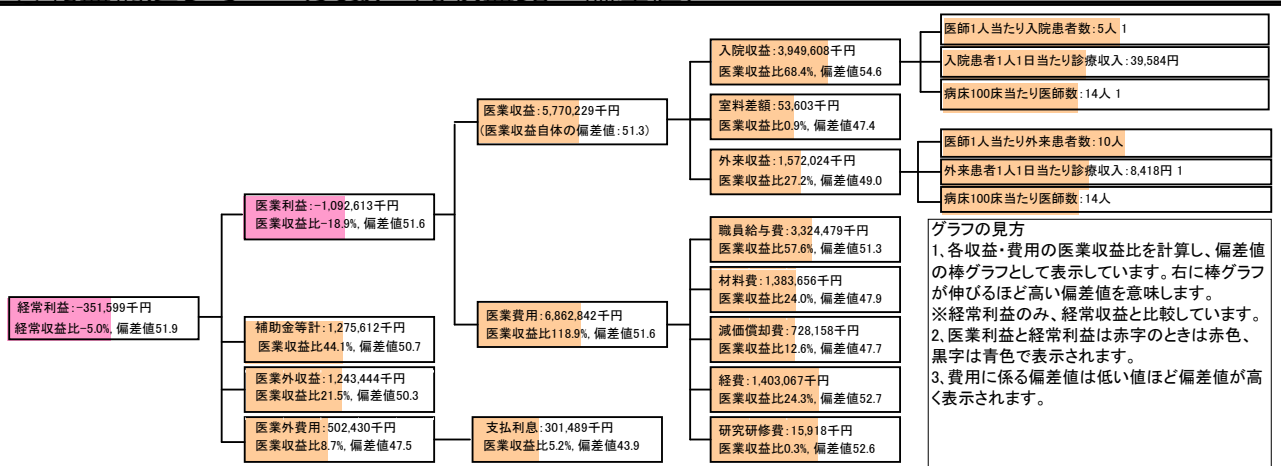 経常利益:-351,599千円
経常収益比-5.0%, 偏差値51.9
医業利益:-1,092,613千円
医業収益比-18.9%, 偏差値51.6
補助金等計:1,275,612千円
医業収益比44.1%, 偏差値50.7
医業外収益:1,243,444千円
医業収益比21.5%, 偏差値50.3
医業外費用:502,430千円
医業収益比8.7%, 偏差値47.5
医業収益:5,770,229千円
(医業収益自体の偏差値:51.3)
医業費用:6,862,842千円
医業収益比118.9%, 偏差値51.6
支払利息:301,489千円
医業収益比5.2%, 偏差値43.9
入院収益:3,949,608千円
医業収益比68.4%, 偏差値54.6
室料差額:53,603千円
医業収益比0.9%, 偏差値47.4
外来収益:1,572,024千円
医業収益比27.2%, 偏差値49.0
職員給与費:3,324,479千円
医業収益比57.6%, 偏差値51.3
材料費:1,383,656千円
医業収益比24.0%, 偏差値47.9
減価償却費:728,158千円
医業収益比12.6%, 偏差値47.7
経費:1,403,067千円
医業収益比24.3%, 偏差値52.7
研究研修費:15,918千円
医業収益比0.3%, 偏差値52.6
医師1人当たり入院患者数:5人 1
入院患者1人1日当たり診療収入:39,584円
病床100床当たり医師数:14人 1
医師1人当たり外来患者数:10人
外来患者1人1日当たり診療収入:8,418円 1
病床100床当たり医師数:14人
グラフの見方
1、各収益・費用の医業収益比を計算し、偏差値
の棒グラフとして表示しています。右に棒グラフ
が伸びるほど高い偏差値を意味します。
※経常利益のみ、経常収益と比較しています。
2、医業利益と経常利益は赤字のときは赤色、
黒字は青色で表示されます。
3、費用に係る偏差値は低い値ほど偏差値が高
く表示されます。